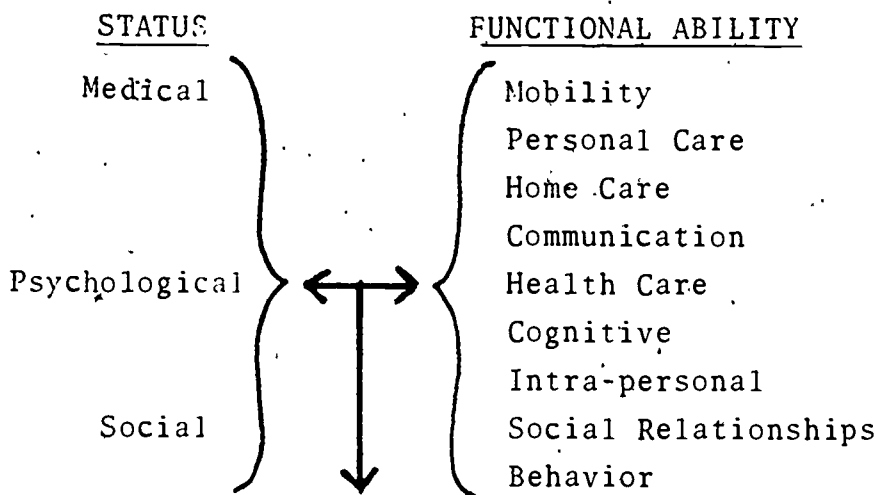 STATUS
Medical
Psychological
Social
FUNCTIONAL ABILITY
Mobility
Personal Care
Home Care
Communication
Health Care
Cognitive
Intra-personal
Social Relationships
Behavior